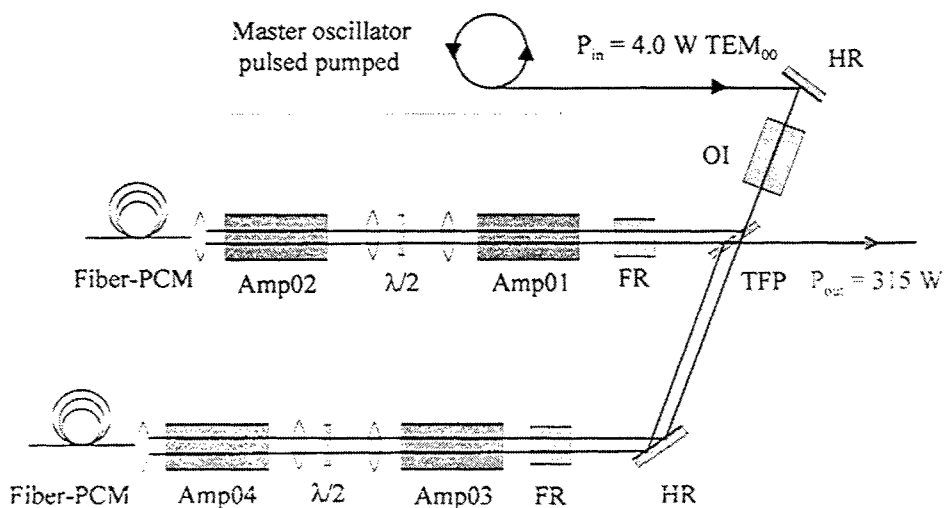 Master oscillator
pulsed pumped
P_in = 4.0 W TEM_00
HR
OI
Fiber-PCM
Amp02
λ/2
Amp01
FR
TFP
P_out = 315 W
Fiber-PCM
Amp04
λ/2
Amp03
FR
HR